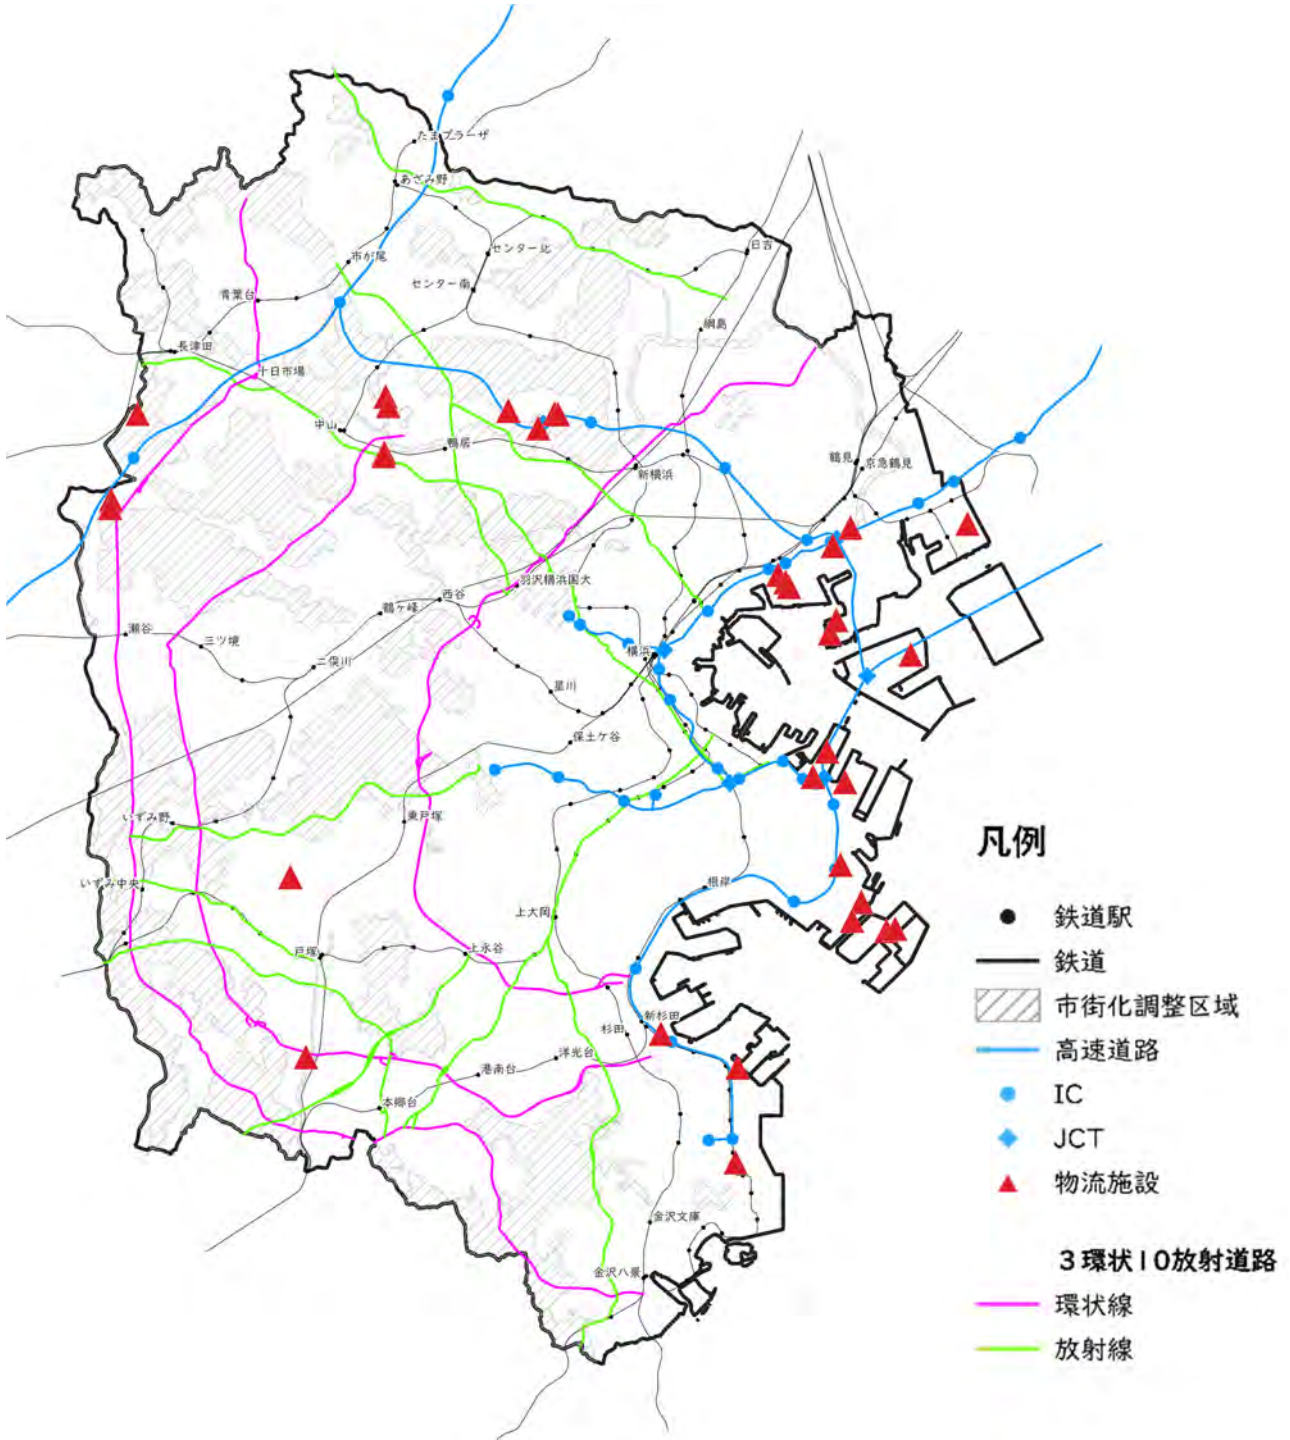 たまプラーザ
あざみ野
日吉
センター北
市が尾
センター南
青葉台
綱島
長津田
十日市場
中山
鴨居
鶴見
京急鶴見
新横浜
羽沢横浜国大
西谷
鶴ヶ峰
瀬谷
三ツ境
横浜
二俣川
星川
保土ケ谷
いずみ野
東戸塚
いずみ中央
根岸
上大岡
戸塚
上永谷
新杉田
杉田
洋光台
港南台
本郷台
金沢文庫
金沢八景
凡例
鉄道駅
鉄道
市街化調整区域
高速道路
IC
JCT
物流施設
3環状10放射道路
環状線
放射線